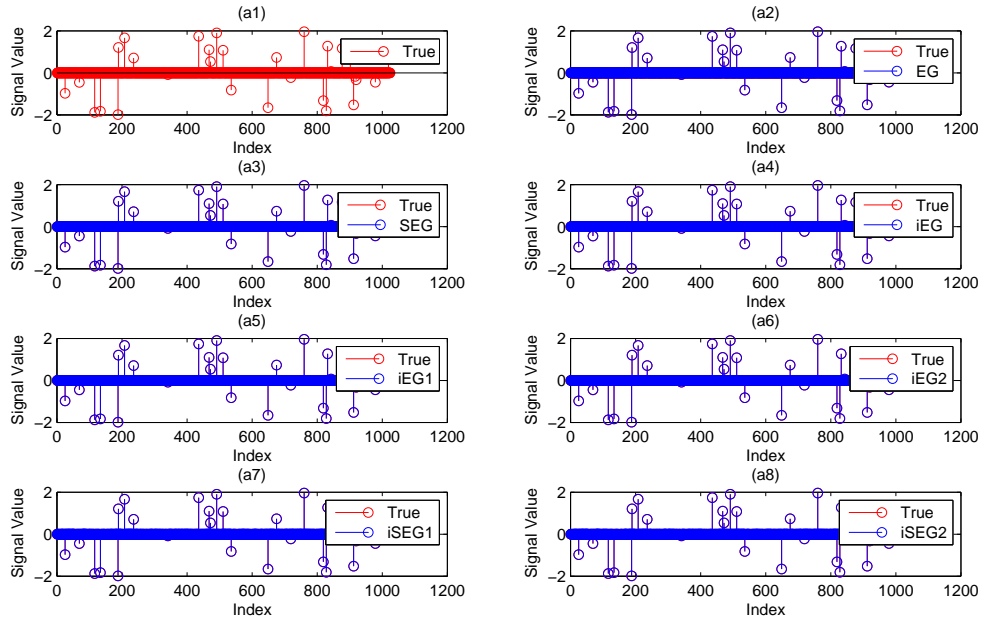 (a1)
Signal Value
2
0
−2
0 200 400 600 800 1000 1200
Index
True
(a2)
Signal Value
2
0
−2
0 200 400 600 800 1000 1200
Index
True
EG
(a3)
Signal Value
2
0
−2
0 200 400 600 800 1000 1200
Index
True
SEG
(a4)
Signal Value
2
0
−2
0 200 400 600 800 1000 1200
Index
True
iEG
(a5)
Signal Value
2
0
−2
0 200 400 600 800 1000 1200
Index
True
iEG1
(a6)
Signal Value
2
0
−2
0 200 400 600 800 1000 1200
Index
True
iEG2
(a7)
Signal Value
2
0
−2
0 200 400 600 800 1000 1200
Index
True
iSEG1
(a8)
Signal Value
2
0
−2
0 200 400 600 800 1000 1200
Index
True
iSEG2